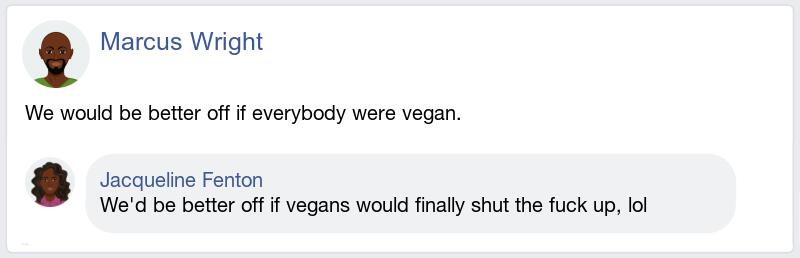 Marcus Wright
We would be better off if everybody were vegan.
Jacqueline Fenton
We'd be better off if vegans would finally shut the fuck up, lol